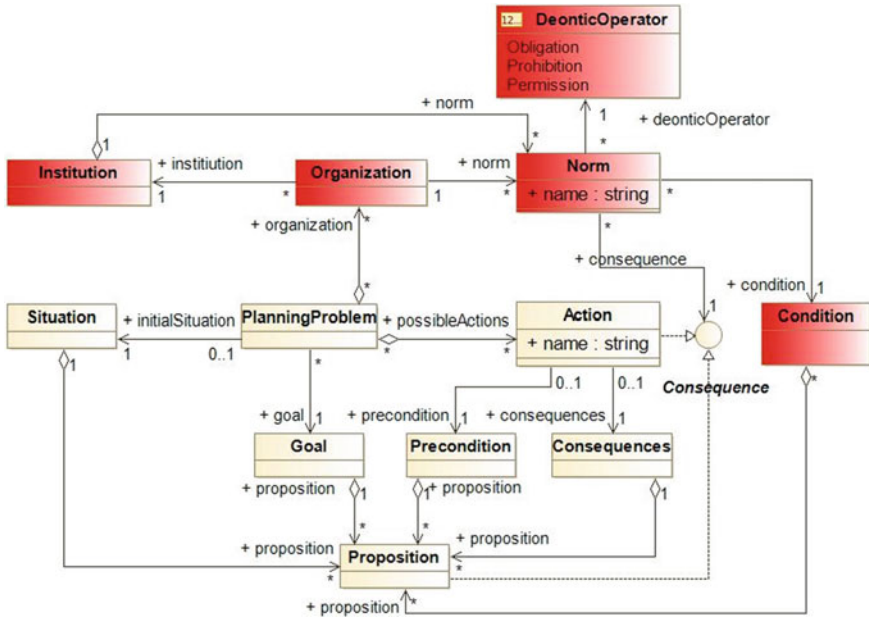 12...
DeonticOperator
Obligation
Prohibition
Permission
+ norm
1
+ deonticOperator
1
*
*
+ institiution
+ norm
Institution
Organization
Norm
+ name : string
1
*
1
*
*
+ organization
*
*
+ consequence
+ condition
1
1
Situation
+ initialSituation
PlanningProblem
+ possibleActions
Action
+ name : string
Condition
*
1
0..1
*
*
*
1
0..1
0..1
Consequence
*
+ goal
1
+ precondition
1
+ consequences
1
Goal
Precondition
Consequences
+ proposition
1
1
+ proposition
1
*
*
+ proposition
+ proposition
Proposition
*
*
+ proposition
*